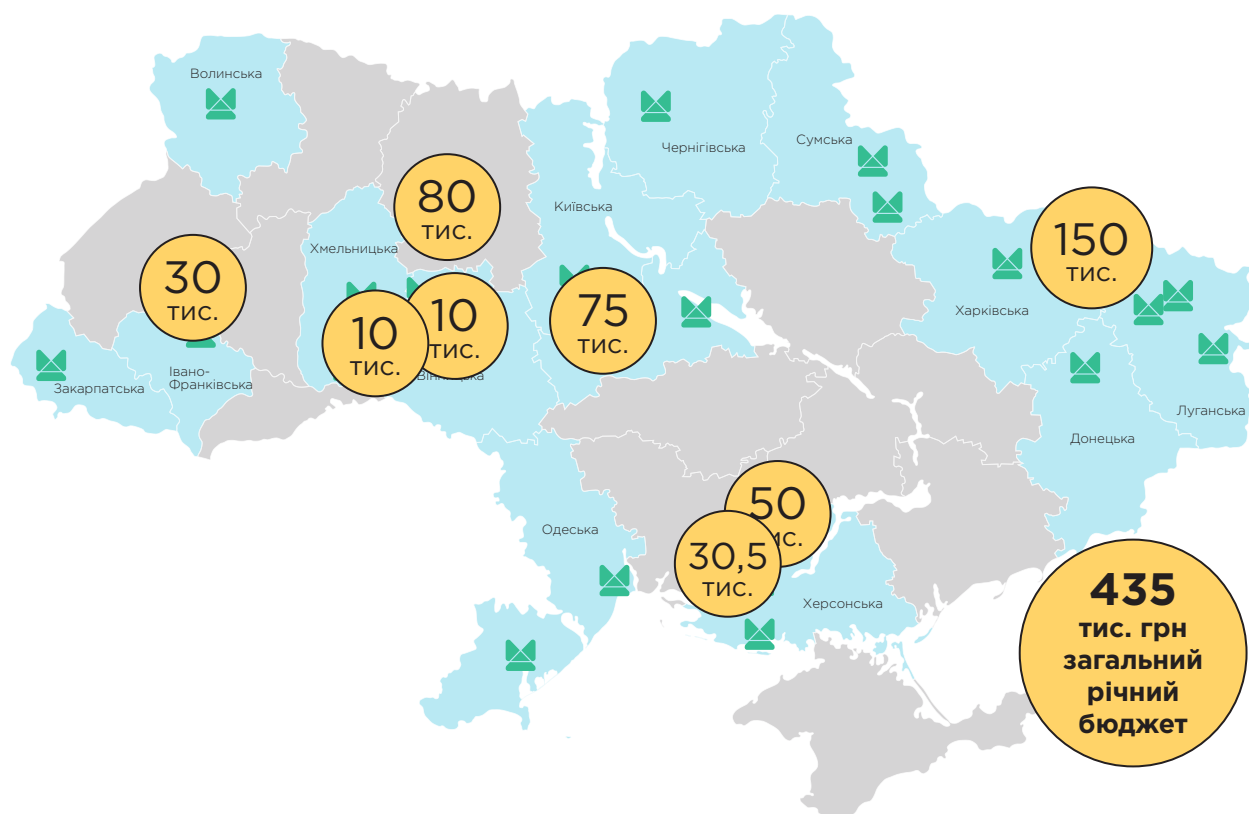 Волинська
Чернігівська
Сумська
80
тис.
Київська
Хмельницька
30
тис.
150
тис.
10
тис.
10
тис.
75
тис.
Харківська
Івано-
Франківська
Закарпатська
Луганська
Донецька
Одеська
50
30,5
тис.
Херсонська
435
тис. грн
загальний
річний
бюджет